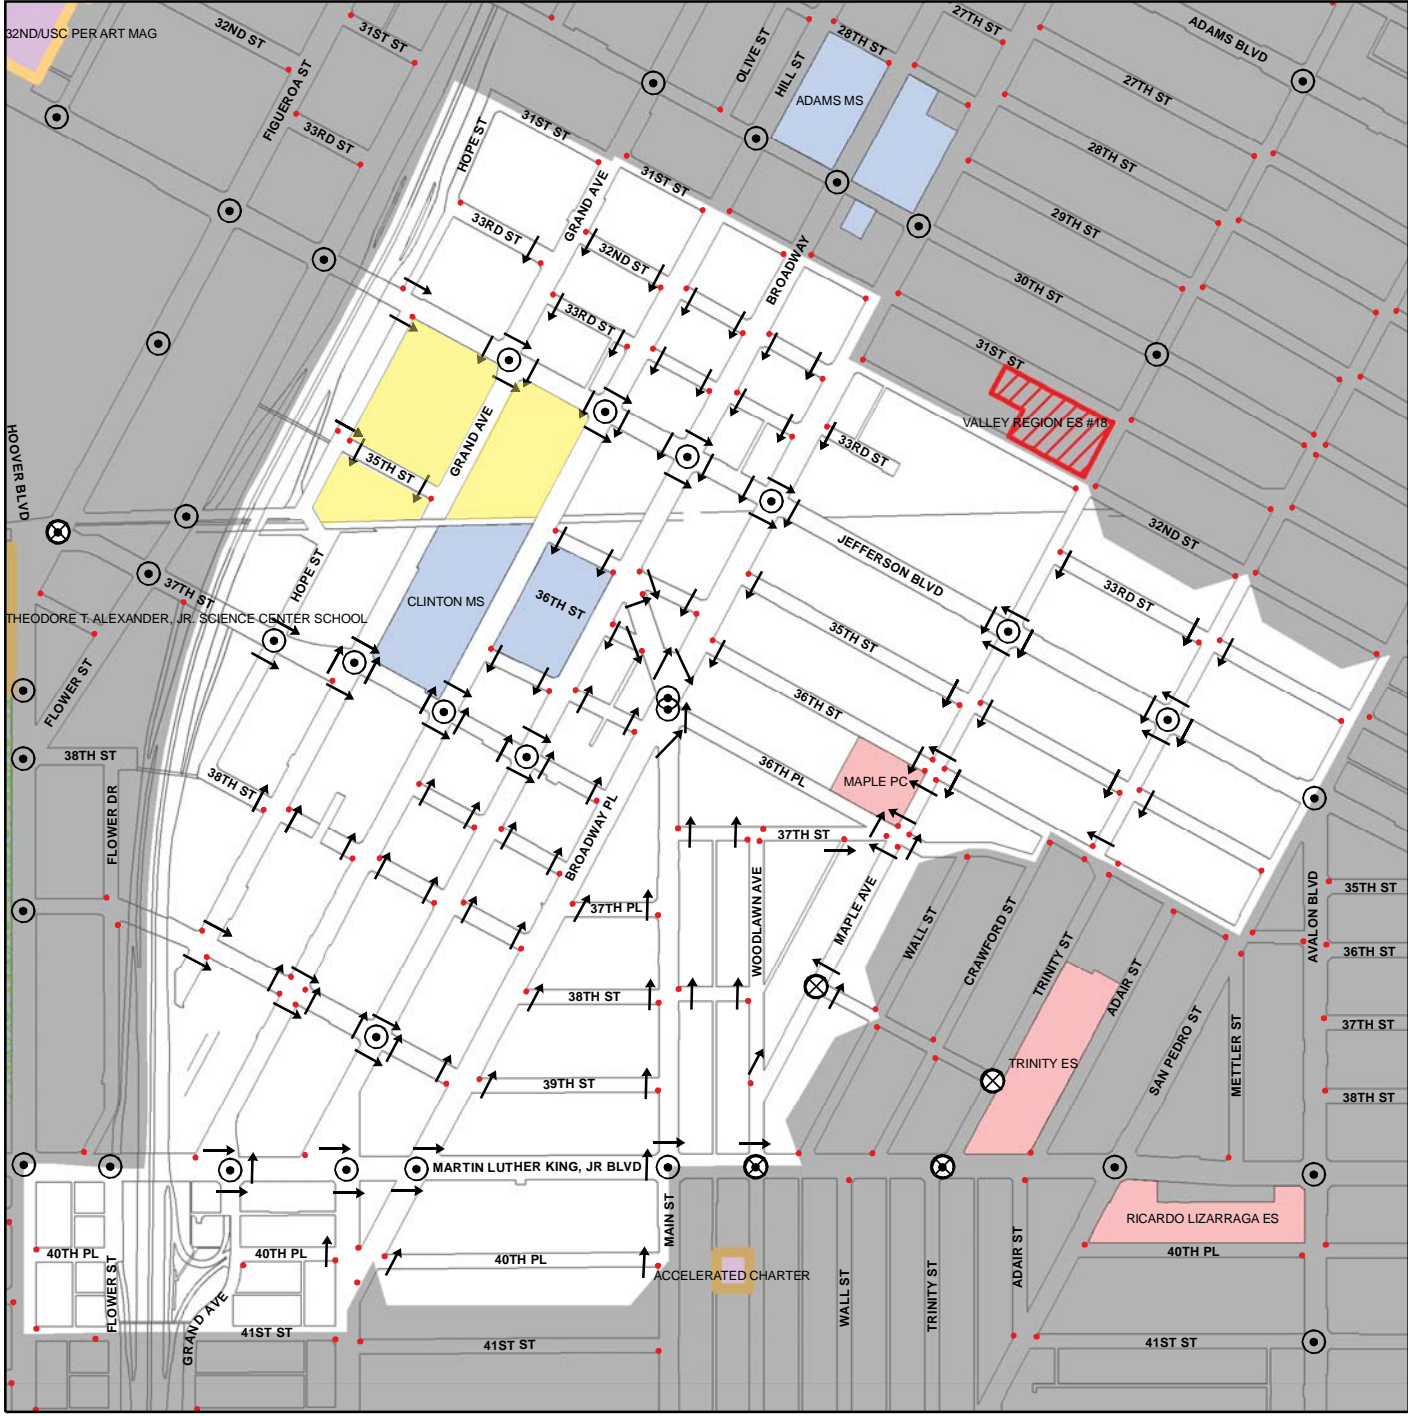 32ND/USC PER ART MAG
32ND ST
31ST ST
FIGUEROA ST
33RD ST
HOPE ST
31ST ST
OLIVE ST
HILL ST
28TH ST
27TH ST
ADAMS BLVD
ADAMS MS
27TH ST
28TH ST
31ST ST
GRAND AVE
33RD ST
32ND ST
BROADWAY
29TH ST
30TH ST
33RD ST
31ST ST
VALLEY REGION ES #18
HOOVER BLVD
GRAND AVE
35TH ST
33RD ST
32ND ST
JEFFERSON BLVD
37TH ST
HOPE ST
CLINTON MS
36TH ST
33RD ST
THEODORE T. ALEXANDER, JR. SCIENCE CENTER SCHOOL
35TH ST
FLOWER ST
36TH ST
38TH ST
38TH ST
36TH PL
MAPLE PC
FLOWER DR
BROADWAY PL
37TH ST
37TH PL
WOODLAWN AVE
MAPLE AVE
WALL ST
CRAWFORD ST
TRINITY ST
ADAIR ST
AVALON BLVD
35TH ST
36TH ST
38TH ST
37TH ST
SAN PEDRO ST
METTLER ST
TRINITY ES
39TH ST
38TH ST
MARTIN LUTHER KING, JR BLVD
MAIN ST
RICARDO LIZARRAGA ES
40TH PL
FLOWER ST
40TH PL
40TH PL
ACCELERATED CHARTER
WALL ST
TRINITY ST
ADAIR ST
40TH PL
GRAND AVE
41ST ST
41ST ST
41ST ST